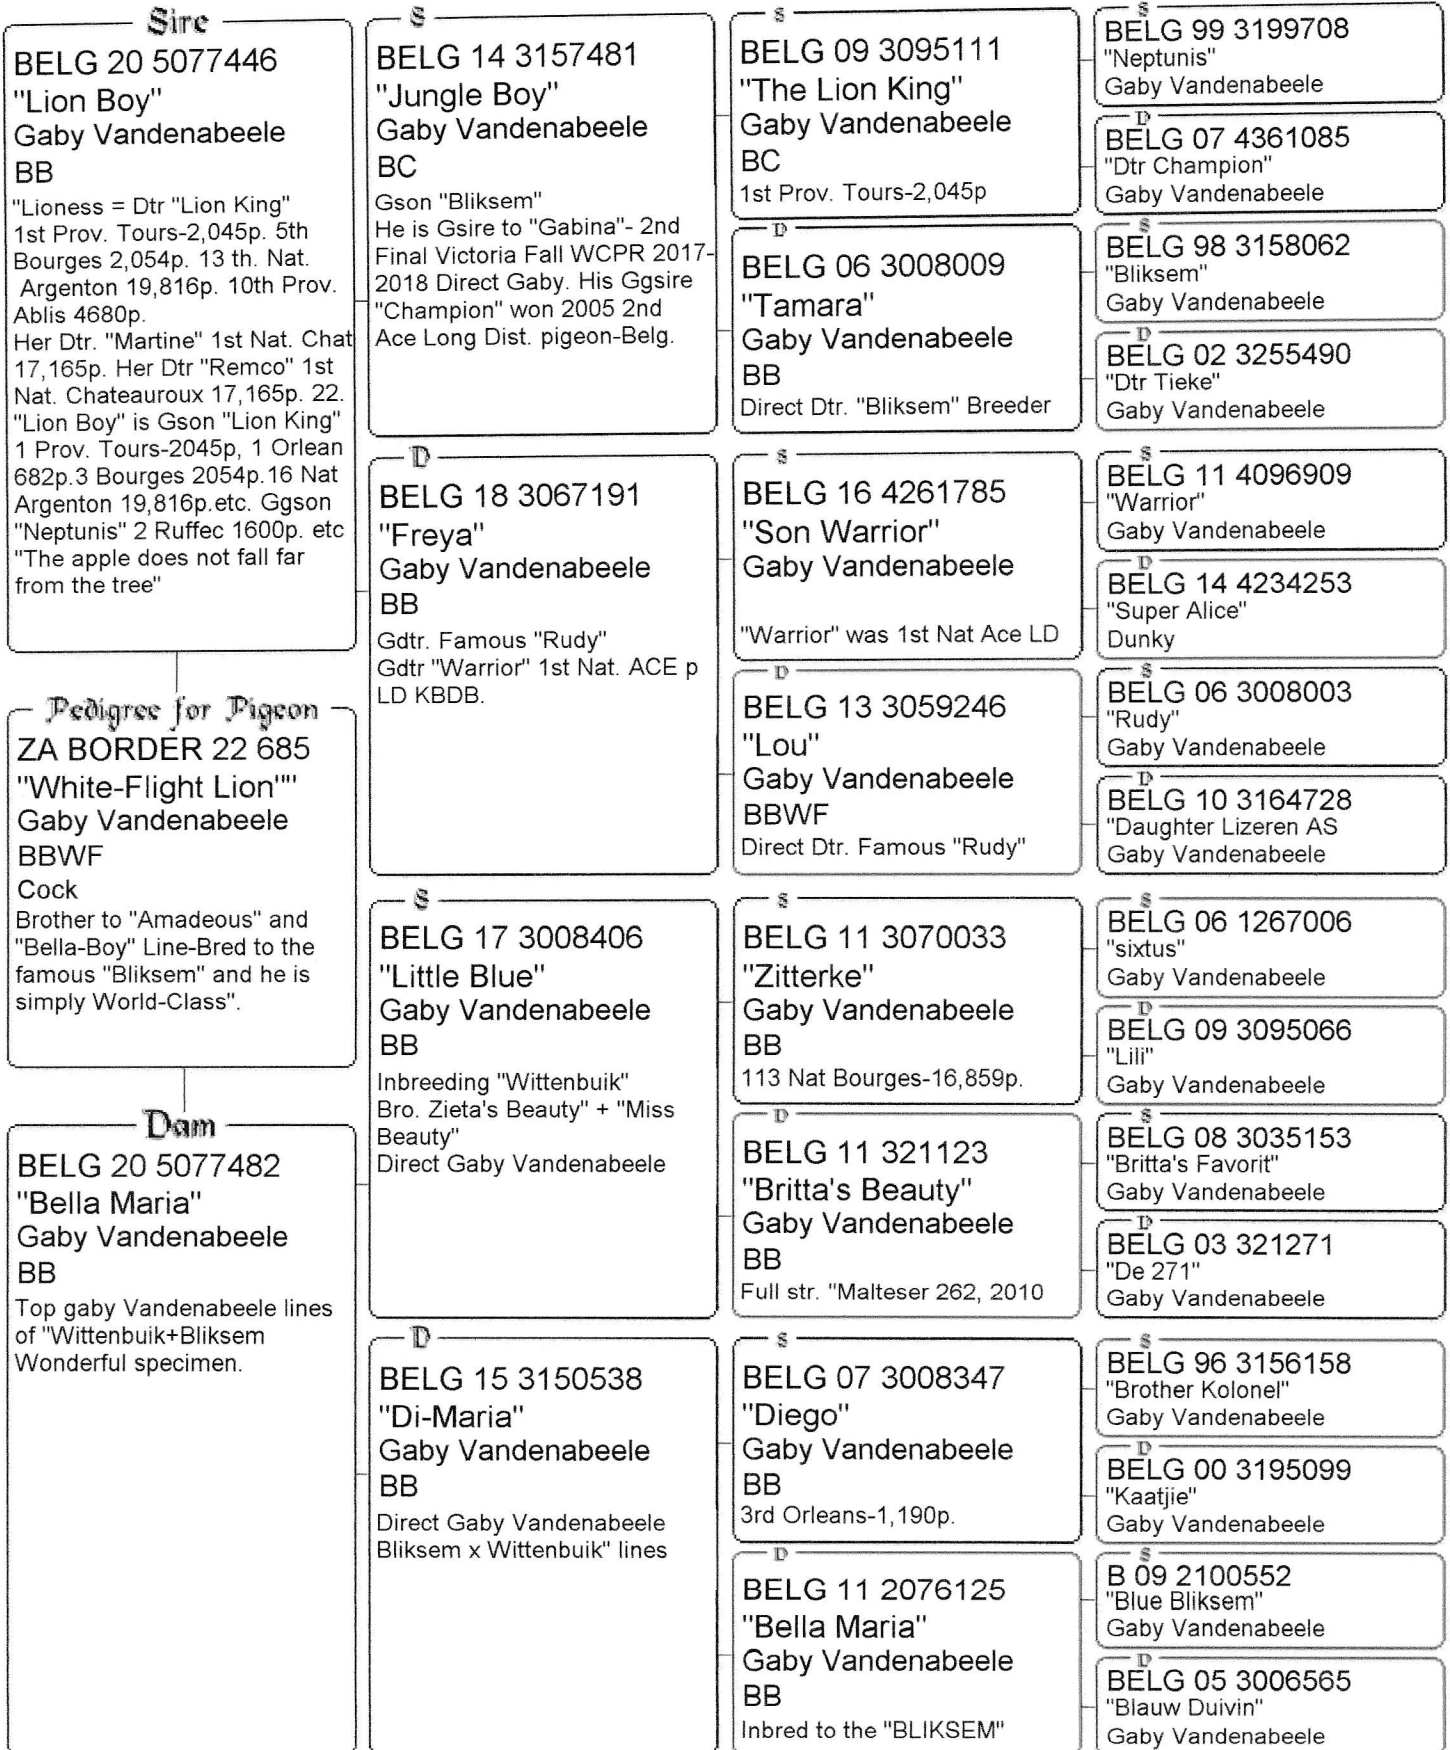 Sire
BELG 20 5077446
"Lion Boy"
Gaby Vandenabeele
BB
"Lioness = Dtr "Lion King"
1st Prov. Tours-2,045p. 5th
Bourges 2,054p. 13 th. Nat.
Argenton 19,816p. 10th Prov.
Ablis 4680p.
Her Dtr. "Martine" 1st Nat. Chat
17,165p. Her Dtr "Remco" 1st
Nat. Chateauroux 17,165p. 22.
"Lion Boy" is Gson "Lion King"
1 Prov. Tours-2045p, 1 Orlean
682p.3 Bourges 2054p.16 Nat
Argenton 19,816p.etc. Ggson
"Neptunis" 2 Ruffec 1600p. etc
"The apple does not fall far
from the tree"
Pedigree for Pigeon
ZA BORDER 22 685
"White-Flight Lion""
Gaby Vandenabeele
BBWF
Cock
Brother to "Amadeous" and
"Bella-Boy" Line-Bred to the
famous "Bliksem" and he is
simply World-Class".
Dam
BELG 20 5077482
"Bella Maria"
Gaby Vandenabeele
BB
Top gaby Vandenabeele lines
of "Wittenbuik+Bliksem
Wonderful specimen.
S
BELG 14 3157481
"Jungle Boy"
Gaby Vandenabeele
BC
Gson "Bliksem"
He is Gsire to "Gabina"- 2nd
Final Victoria Fall WCPR 2017-
2018 Direct Gaby. His Ggsire
"Champion" won 2005 2nd
Ace Long Dist. pigeon-Belg.
D
BELG 18 3067191
"Freya"
Gaby Vandenabeele
BB
Gdtr. Famous "Rudy"
Gdtr "Warrior" 1st Nat. ACE p
LD KBDB.
S
BELG 17 3008406
"Little Blue"
Gaby Vandenabeele
BB
Inbreeding "Wittenbuik"
Bro. Zieta's Beauty" + "Miss
Beauty"
Direct Gaby Vandenabeele
D
BELG 15 3150538
"Di-Maria"
Gaby Vandenabeele
BB
Direct Gaby Vandenabeele
Bliksem x Wittenbuik" lines
S
BELG 09 3095111
"The Lion King"
Gaby Vandenabeele
BC
1st Prov. Tours-2,045p
D
BELG 06 3008009
"Tamara"
Gaby Vandenabeele
BB
Direct Dtr. "Bliksem" Breeder
S
BELG 16 4261785
"Son Warrior"
Gaby Vandenabeele
"Warrior" was 1st Nat Ace LD
D
BELG 13 3059246
"Lou"
Gaby Vandenabeele
BBWF
Direct Dtr. Famous "Rudy"
S
BELG 11 3070033
"Zitterke"
Gaby Vandenabeele
BB
113 Nat Bourges-16,859p.
D
BELG 11 321123
"Britta's Beauty"
Gaby Vandenabeele
BB
Full str. "Malteser 262, 2010
S
BELG 07 3008347
"Diego"
Gaby Vandenabeele
BB
3rd Orleans-1,190p.
D
BELG 11 2076125
"Bella Maria"
Gaby Vandenabeele
BB
Inbred to the "BLIKSEM"
S
BELG 99 3199708
"Neptunis"
Gaby Vandenabeele
D
BELG 07 4361085
"Dtr Champion"
Gaby Vandenabeele
S
BELG 98 3158062
"Bliksem"
Gaby Vandenabeele
D
BELG 02 3255490
"Dtr Tieke"
Gaby Vandenabeele
S
BELG 11 4096909
"Warrior"
Gaby Vandenabeele
D
BELG 14 4234253
"Super Alice"
Dunky
S
BELG 06 3008003
"Rudy"
Gaby Vandenabeele
D
BELG 10 3164728
"Daughter Lizeren AS
Gaby Vandenabeele
S
BELG 06 1267006
"sixtus"
Gaby Vandenabeele
D
BELG 09 3095066
"Lili"
Gaby Vandenabeele
S
BELG 08 3035153
"Britta's Favorit"
Gaby Vandenabeele
D
BELG 03 321271
"De 271"
Gaby Vandenabeele
S
BELG 96 3156158
"Brother Kolonel"
Gaby Vandenabeele
D
BELG 00 3195099
"Kaatjie"
Gaby Vandenabeele
S
B 09 2100552
"Blue Bliksem"
Gaby Vandenabeele
D
BELG 05 3006565
"Blauw Duivin"
Gaby Vandenabeele